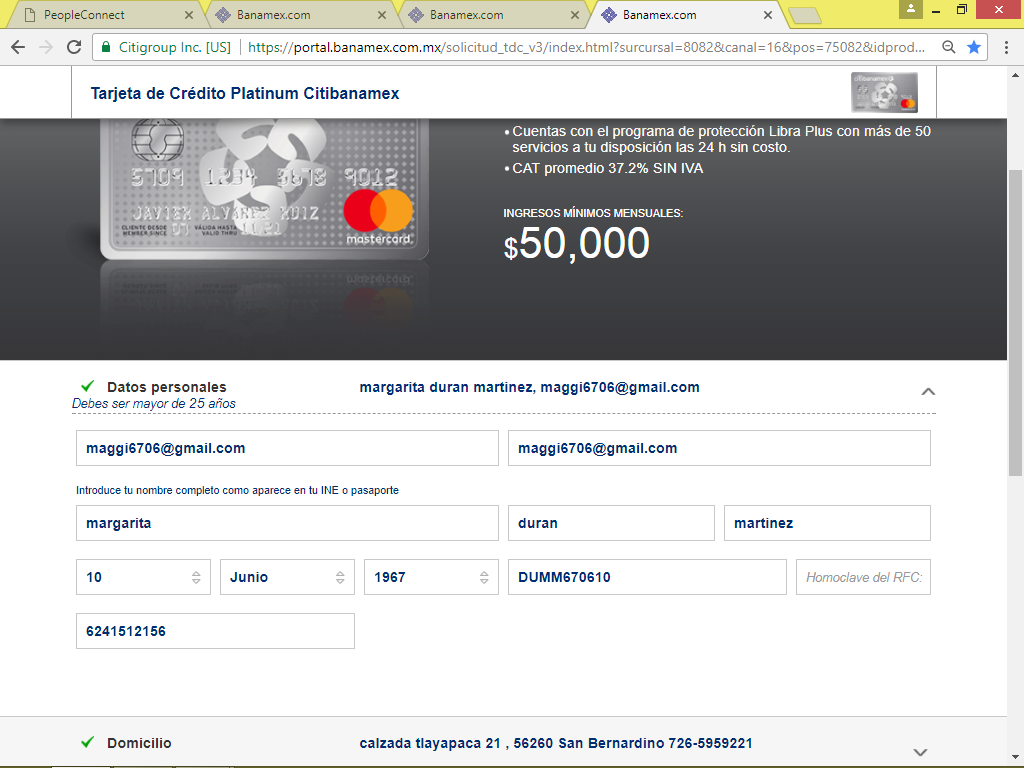 PeopleConnect
Banamex.com
Banamex.com
Banamex.com
Citigroup Inc. [US]
https://portal.banamex.com.mx/solicitud_tdc_v3/index.html?surcursal=8082&canal=16&pos=75082&idprod...
Tarjeta de Crédito Platinum Citibanamex
• Cuentas con el programa de protección Libra Plus con más de 50
servicios a tu disposición las 24 h sin costo.
• CAT promedio 37.2% SIN IVA
1234 5678 9012
JAVIER ALVAREZ RUIZ
CLIENTE DESDE
MEMBER SINCE
VÁLIDA HASTA
VALID THRU
mastercard
INGRESOS MÍNIMOS MENSUALES:
$50,000
Datos personales
margarita duran martinez, maggi6706@gmail.com
Debes ser mayor de 25 años
maggi6706@gmail.com
maggi6706@gmail.com
Introduce tu nombre completo como aparece en tu INE o pasaporte
margarita
duran
martinez
10
Junio
1967
DUMM670610
Homoclave del RFC:
6241512156
Domicilio
calzada tlayapaca 21 , 56260 San Bernardino 726-5959221